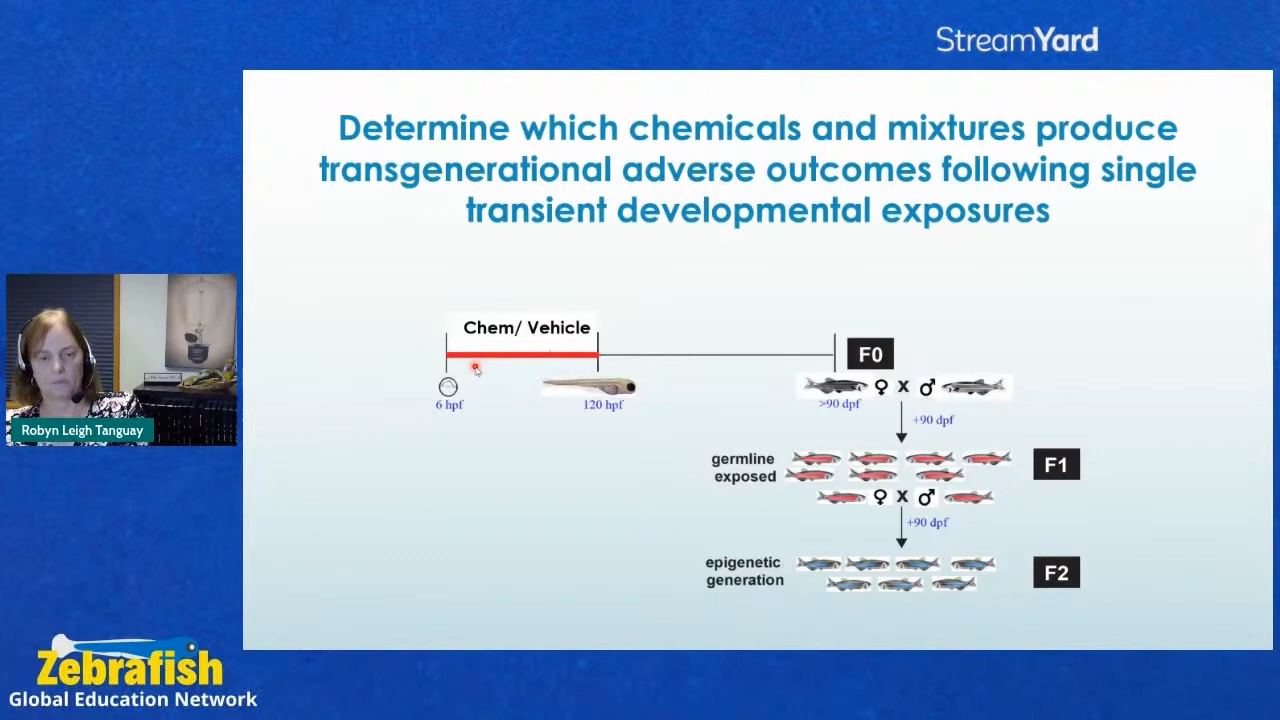 StreamYard
Determine which chemicals and mixtures produce
transgenerational adverse outcomes following single
transient developmental exposures
Chem/ Vehicle
6 hpf
120 hpf
F0
♀ x ♂
>90 dpf
+90 dpf
germline
exposed
F1
♀ x ♂
+90 dpf
epigenetic
generation
F2
Robyn Leigh Tanguay
Zebrafish
Global Education Network